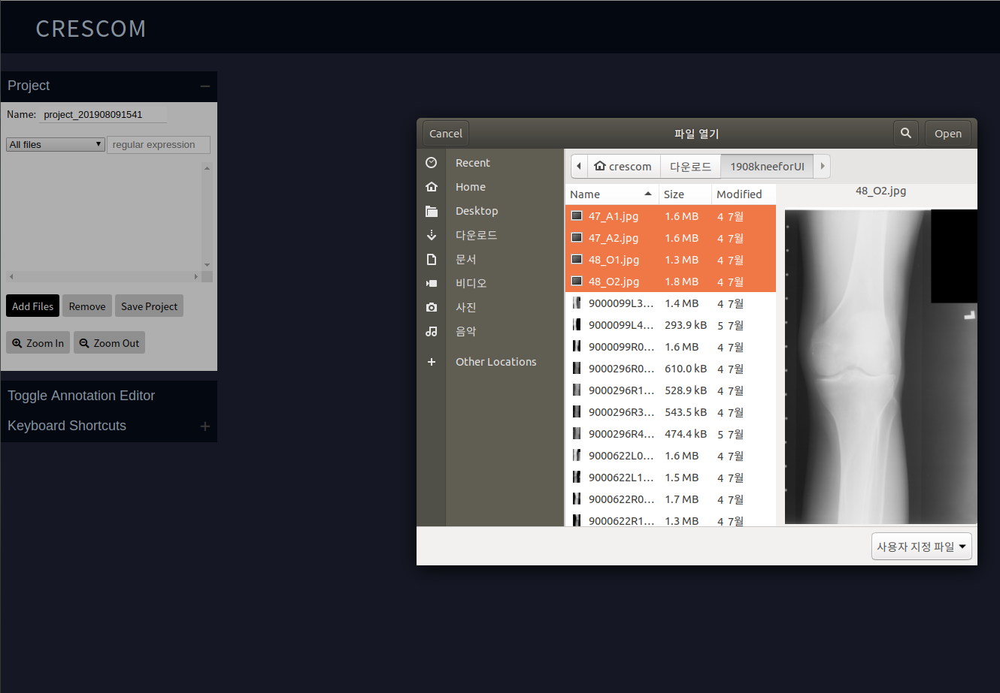 CRESCOM
Project
Name: project_201908091541
All files
regular expression
Add Files
Remove
Save Project
Zoom In
Zoom Out
Toggle Annotation Editor
Keyboard Shortcuts
Cancel
파일 열기
Open
Recent
Home
Desktop
다운로드
문서
비디오
사진
음악
Other Locations
crescom 다운로드 1908kneeforUI
Name Size Modified
47_A1.jpg 1.6 MB 4 7월
47_A2.jpg 1.6 MB 4 7월
48_O1.jpg 1.3 MB 4 7월
48_O2.jpg 1.8 MB 4 7월
9000099L3... 1.4 MB 4 7월
9000099L4... 293.9 kB 5 7월
9000099R0... 1.6 MB 4 7월
9000296R0... 610.0 kB 4 7월
9000296R1... 528.9 kB 4 7월
9000296R3... 543.5 kB 4 7월
9000296R4... 474.4 kB 5 7월
9000622L0... 1.6 MB 4 7월
9000622L1... 1.5 MB 4 7월
9000622R0... 1.7 MB 4 7월
9000622R1... 1.3 MB 4 7월
48_O2.jpg
사용자 지정 파일